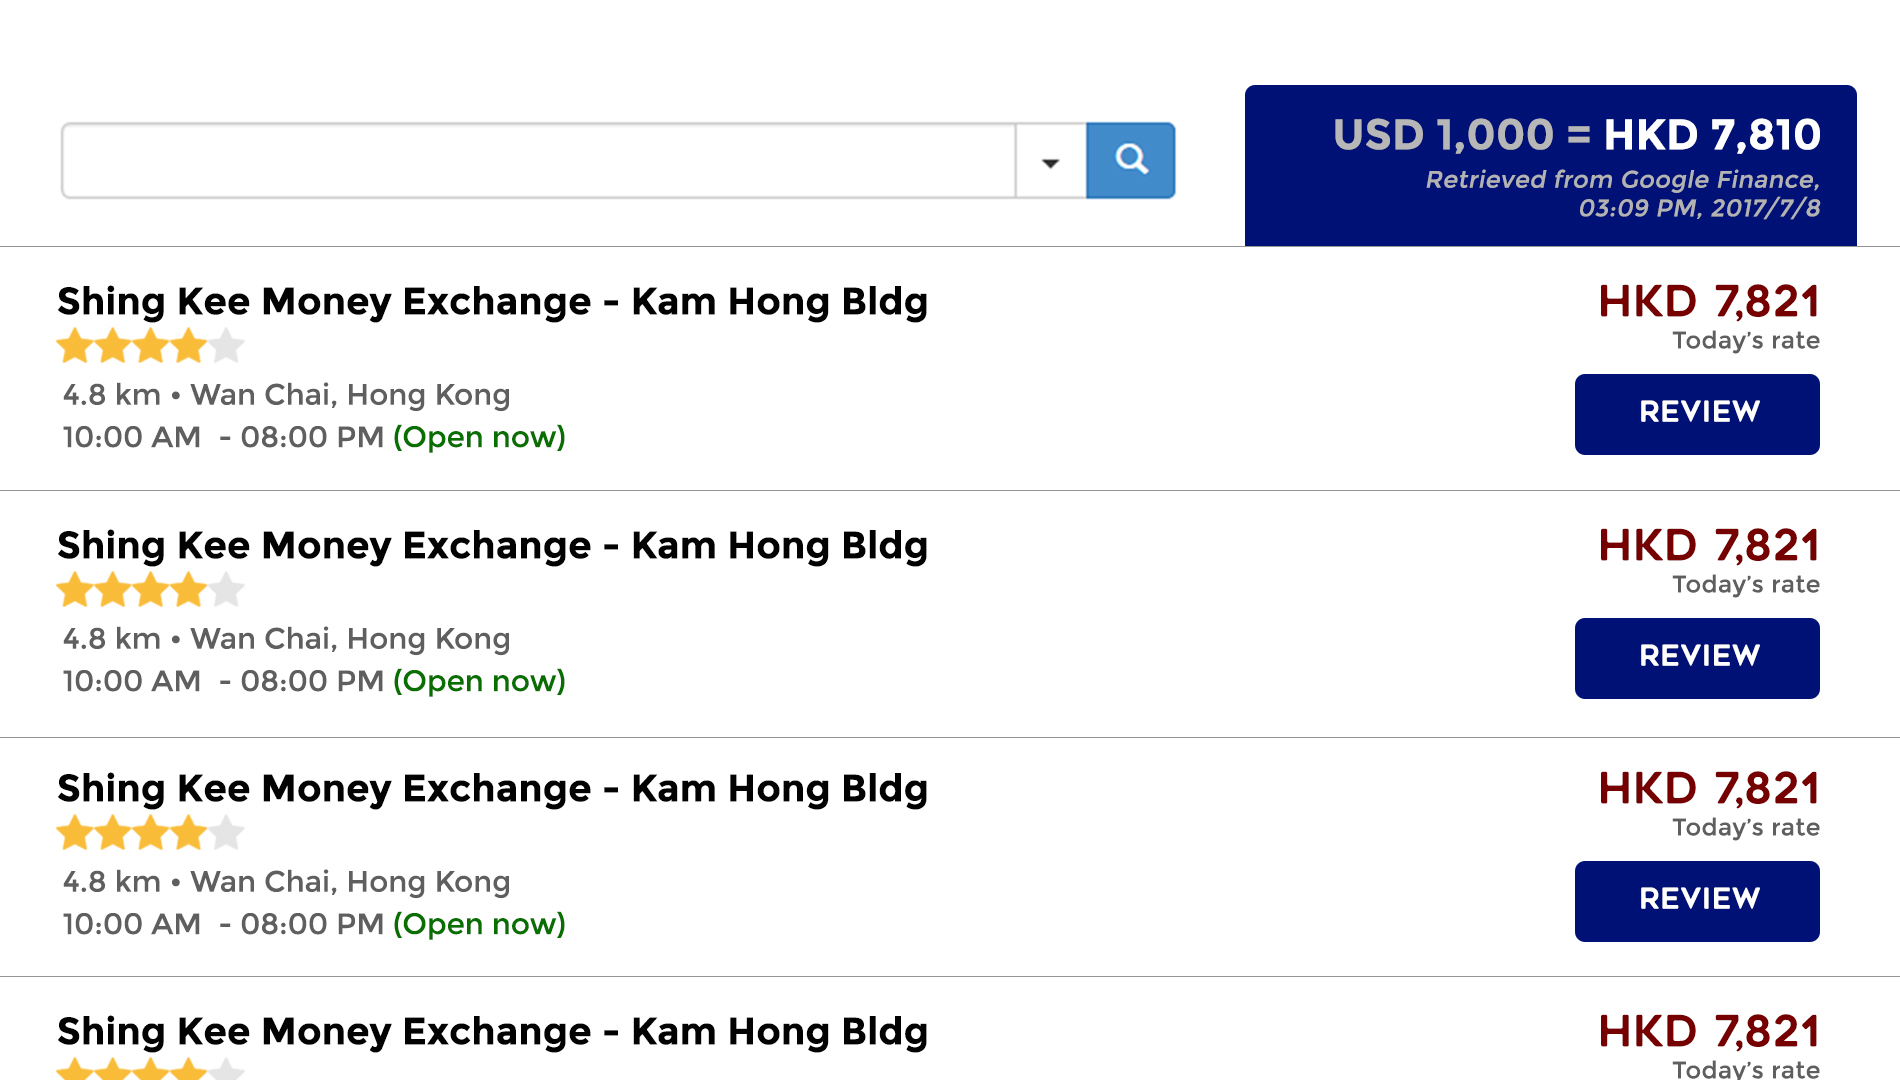 USD 1,000 = HKD 7,810
Retrieved from Google Finance,
03:09 PM, 2017/7/8
Shing Kee Money Exchange - Kam Hong Bldg
HKD 7,821
Today's rate
4.8 km • Wan Chai, Hong Kong
REVIEW
10:00 AM - 08:00 PM (Open now)
Shing Kee Money Exchange - Kam Hong Bldg
HKD 7,821
Today's rate
4.8 km • Wan Chai, Hong Kong
REVIEW
10:00 AM - 08:00 PM (Open now)
Shing Kee Money Exchange - Kam Hong Bldg
HKD 7,821
Today's rate
4.8 km • Wan Chai, Hong Kong
REVIEW
10:00 AM - 08:00 PM (Open now)
Shing Kee Money Exchange - Kam Hong Bldg
HKD 7,821
Today's rate